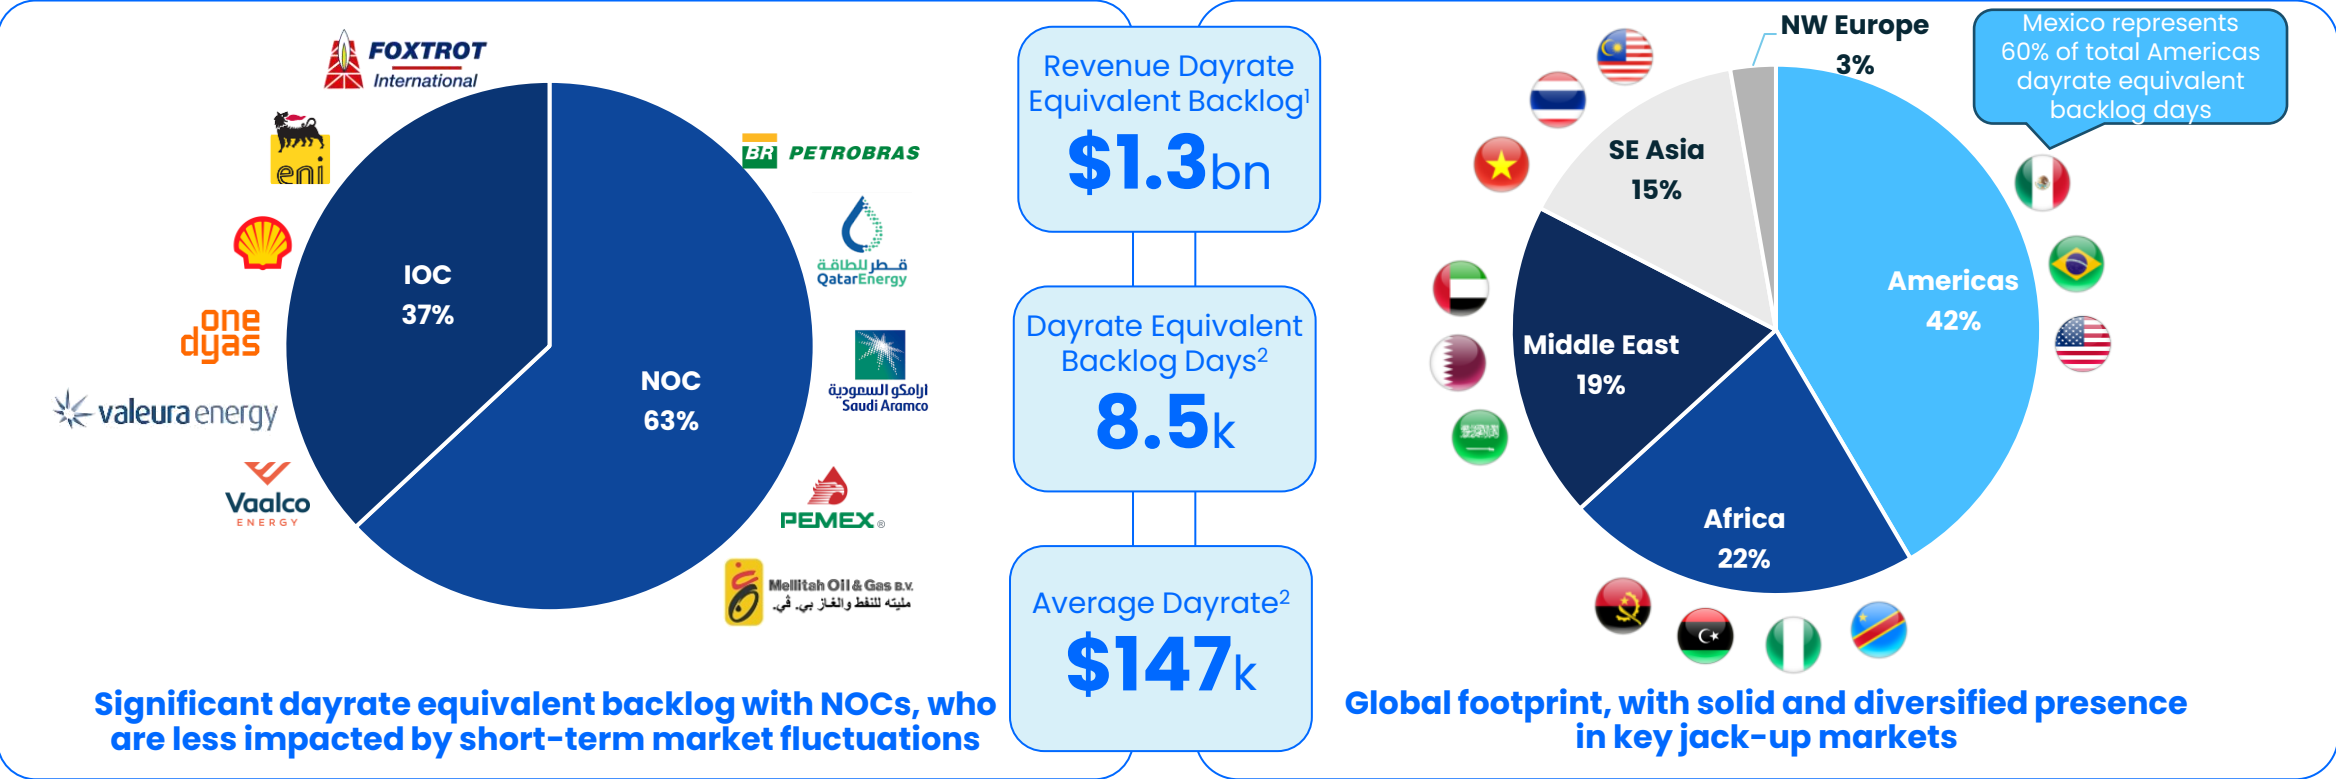 FOXTROT
International
eni
one
dyas
valeura energy
Vaalco
ENERGY
IOC
37%
NOC
63%
BR PETROBRAS
قطر للطاقة
QatarEnergy
ارامكو السعودية
Saudi Aramco
PEMEX®
Mellitah Oil & Gas B.V.
مليته للنفط والغاز بي. في.
Significant dayrate equivalent backlog with NOCs, who
are less impacted by short-term market fluctuations
Revenue Dayrate
Equivalent Backlog¹
$1.3bn
Dayrate Equivalent
Backlog Days²
8.5k
Average Dayrate²
$147k
NW Europe
3%
Mexico represents
60% of total Americas
dayrate equivalent
backlog days
SE Asia
15%
Americas
42%
Middle East
19%
Africa
22%
Global footprint, with solid and diversified presence
in key jack-up markets